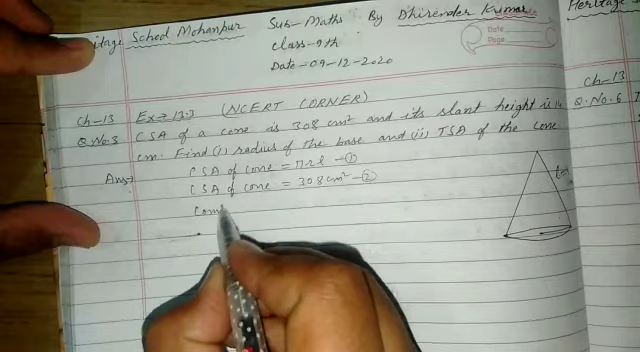 itage School Mohanpur Sub-Maths By Dhirender Kumar
Class-9th
Date-09-12-2020
Date
Page
Ch-13 Ex→13.3 (NCERT CORNER)
Q.No.3 CSA of a cone is 308 cm² and its slant height is 14
cm. Find (i) radius of the base and (ii) TSA of the cone
Ans→ CSA of cone = πrl —①
CSA of cone = 308cm² —②
Com
Heritage
Ch-13
Q.No.6